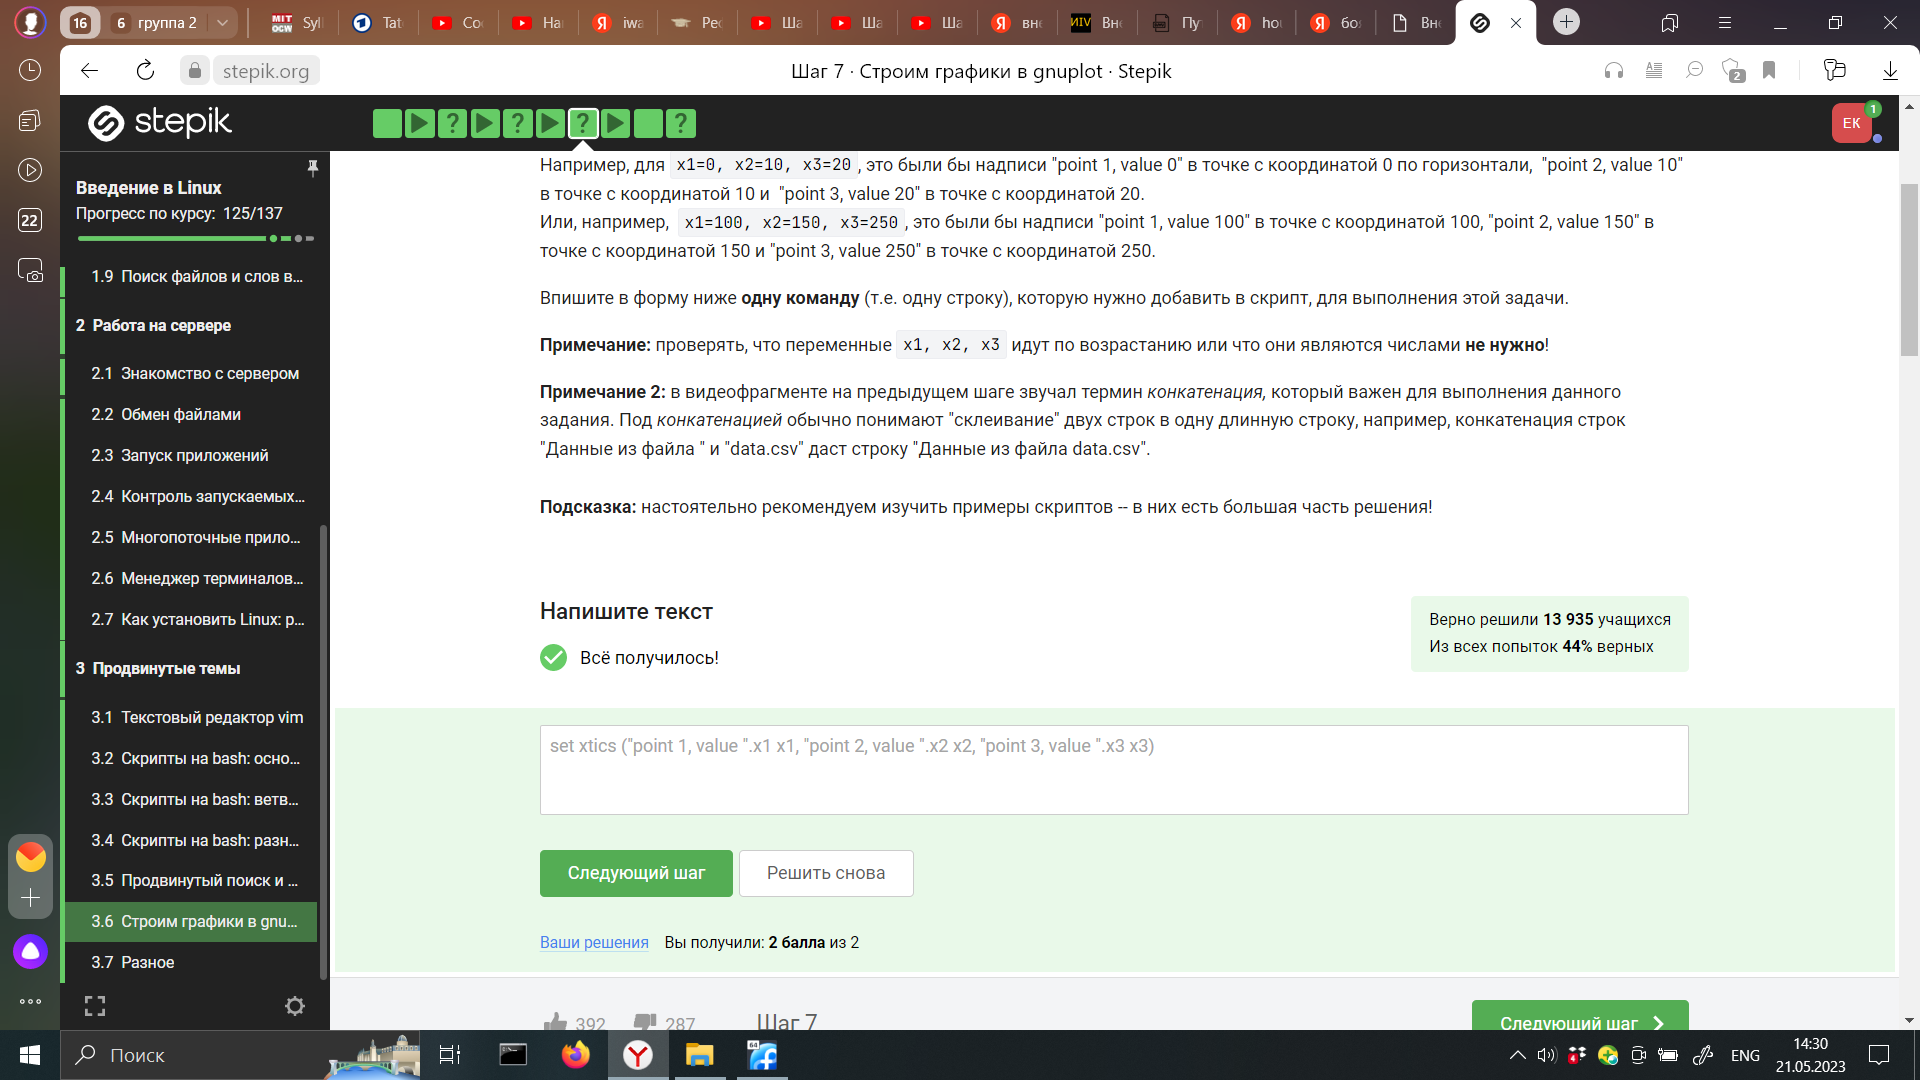 16
6 группа 2
MIT OCW Syll
Tat
Со
На
iwa
Рес
Ша
Ша
Ша
вне
ИIV Вне
Пу
hou
боя
Вне
stepik.org
Шаг 7 · Строим графики в gnuplot · Stepik
2
stepik
? ? ? ?
ЕК
1
22
Введение в Linux
Прогресс по курсу: 125/137
1.9 Поиск файлов и слов в...
2 Работа на сервере
2.1 Знакомство с сервером
2.2 Обмен файлами
2.3 Запуск приложений
2.4 Контроль запускаемых...
2.5 Многопоточные прило...
2.6 Менеджер терминалов...
2.7 Как установить Linux: р...
3 Продвинутые темы
3.1 Текстовый редактор vim
3.2 Скрипты на bash: осно...
3.3 Скрипты на bash: ветв...
3.4 Скрипты на bash: разн...
3.5 Продвинутый поиск и ...
3.6 Строим графики в gnu...
3.7 Разное
Например, для x1=0, x2=10, x3=20, это были бы надписи "point 1, value 0" в точке с координатой 0 по горизонтали, "point 2, value 10"
в точке с координатой 10 и "point 3, value 20" в точке с координатой 20.
Или, например, x1=100, x2=150, x3=250, это были бы надписи "point 1, value 100" в точке с координатой 100, "point 2, value 150" в
точке с координатой 150 и "point 3, value 250" в точке с координатой 250.
Впишите в форму ниже одну команду (т.е. одну строку), которую нужно добавить в скрипт, для выполнения этой задачи.
Примечание: проверять, что переменные x1, x2, x3 идут по возрастанию или что они являются числами не нужно!
Примечание 2: в видеофрагменте на предыдущем шаге звучал термин конкатенация, который важен для выполнения данного
задания. Под конкатенацией обычно понимают "склеивание" двух строк в одну длинную строку, например, конкатенация строк
"Данные из файла " и "data.csv" даст строку "Данные из файла data.csv".
Подсказка: настоятельно рекомендуем изучить примеры скриптов -- в них есть большая часть решения!
Напишите текст
Всё получилось!
Верно решили 13 935 учащихся
Из всех попыток 44% верных
set xtics ("point 1, value ".x1 x1, "point 2, value ".x2 x2, "point 3, value ".x3 x3)
Следующий шаг
Решить снова
Ваши решения Вы получили: 2 балла из 2
392 287 Шаг 7
Следующий шаг
Поиск
64
4
ENG
14:30
21.05.2023